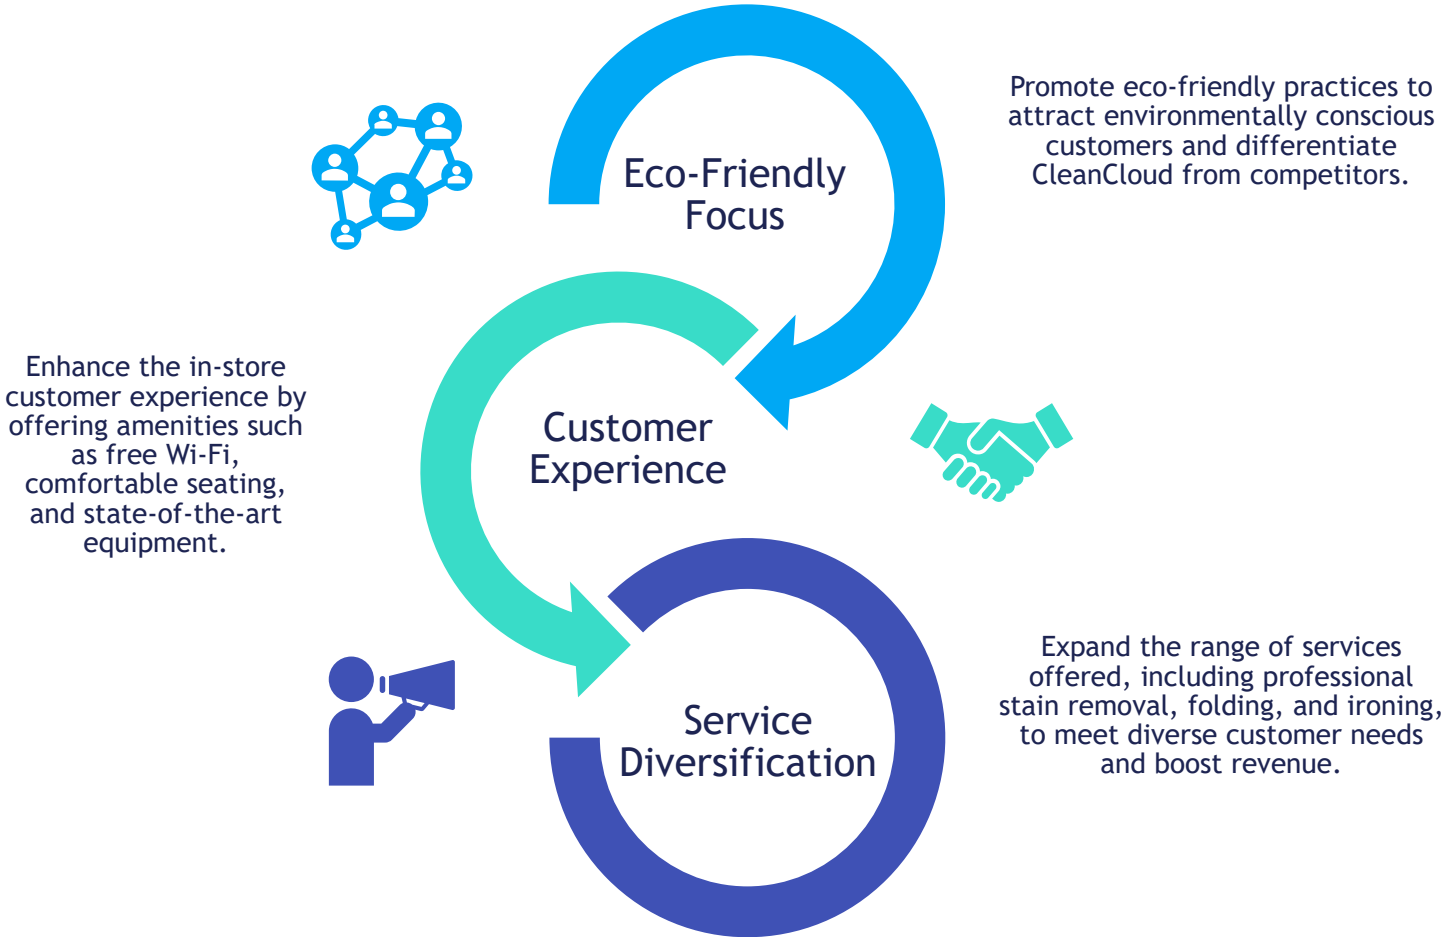 Eco-Friendly
Focus
Promote eco-friendly practices to
attract environmentally conscious
customers and differentiate
CleanCloud from competitors.
Customer
Experience
Enhance the in-store
customer experience by
offering amenities such
as free Wi-Fi,
comfortable seating,
and state-of-the-art
equipment.
Service
Diversification
Expand the range of services
offered, including professional
stain removal, folding, and ironing,
to meet diverse customer needs
and boost revenue.